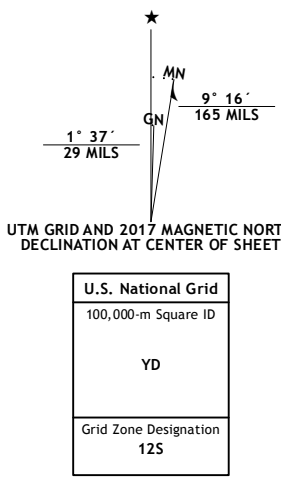 ★
MN
GN
1° 37´
29 MILS
9° 16´
165 MILS
UTM GRID AND 2017 MAGNETIC NORT
DECLINATION AT CENTER OF SHEET
U.S. National Grid
100,000-m Square ID
YD
Grid Zone Designation
12S